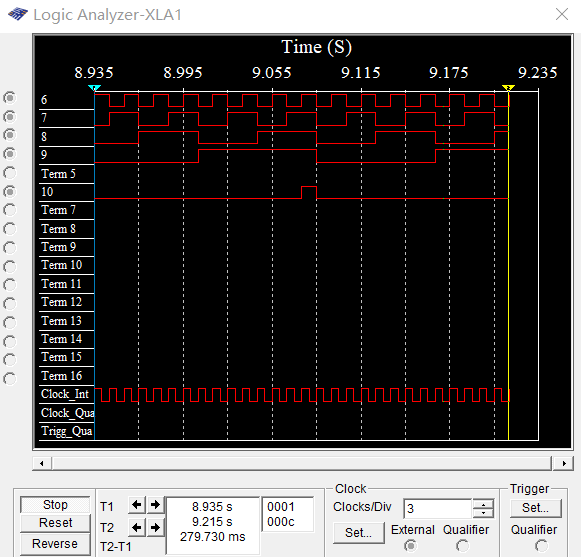 Logic Analyzer-XLA1
Time (S)
8.935 8.995 9.055 9.115 9.175 9.235
6
7
8
9
Term 5
10
Term 7
Term 8
Term 9
Term 10
Term 11
Term 12
Term 13
Term 14
Term 15
Term 16
Clock_Int
Clock_Qua
Trigg_Qua
Stop
Reset
Reverse
T1 8.935 s 0001
T2 9.215 s 000c
T2-T1 279.730 ms
Clock
Clocks/Div 3
Set...
External Qualifier
Trigger
Set...
Qualifier